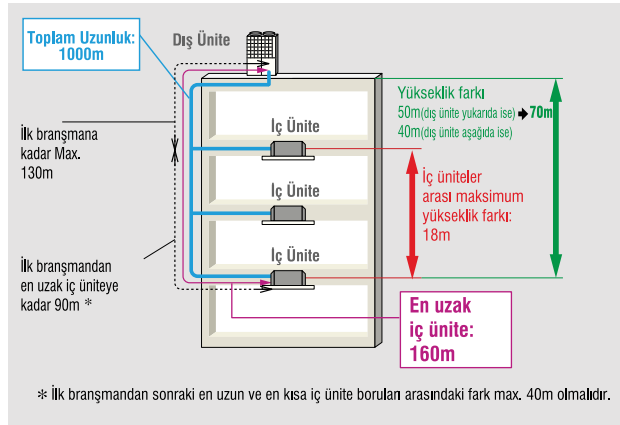 Toplam Uzunluk:
1000m
Dış Ünite
Yükseklik farkı
50m(dış ünite yukarıda ise) ➔ 70m
40m(dış ünite aşağıda ise)
İç Ünite
İlk branşmana
kadar Max.
130m
İç üniteler
arası maksimum
yükseklik farkı:
18m
İç Ünite
İç Ünite
İlk branşmandan
en uzak iç üniteye
kadar 90m *
En uzak
iç ünite:
160m
* İlk branşmandan sonraki en uzun ve en kısa iç ünite boruları arasındaki fark max. 40m olmalıdır.